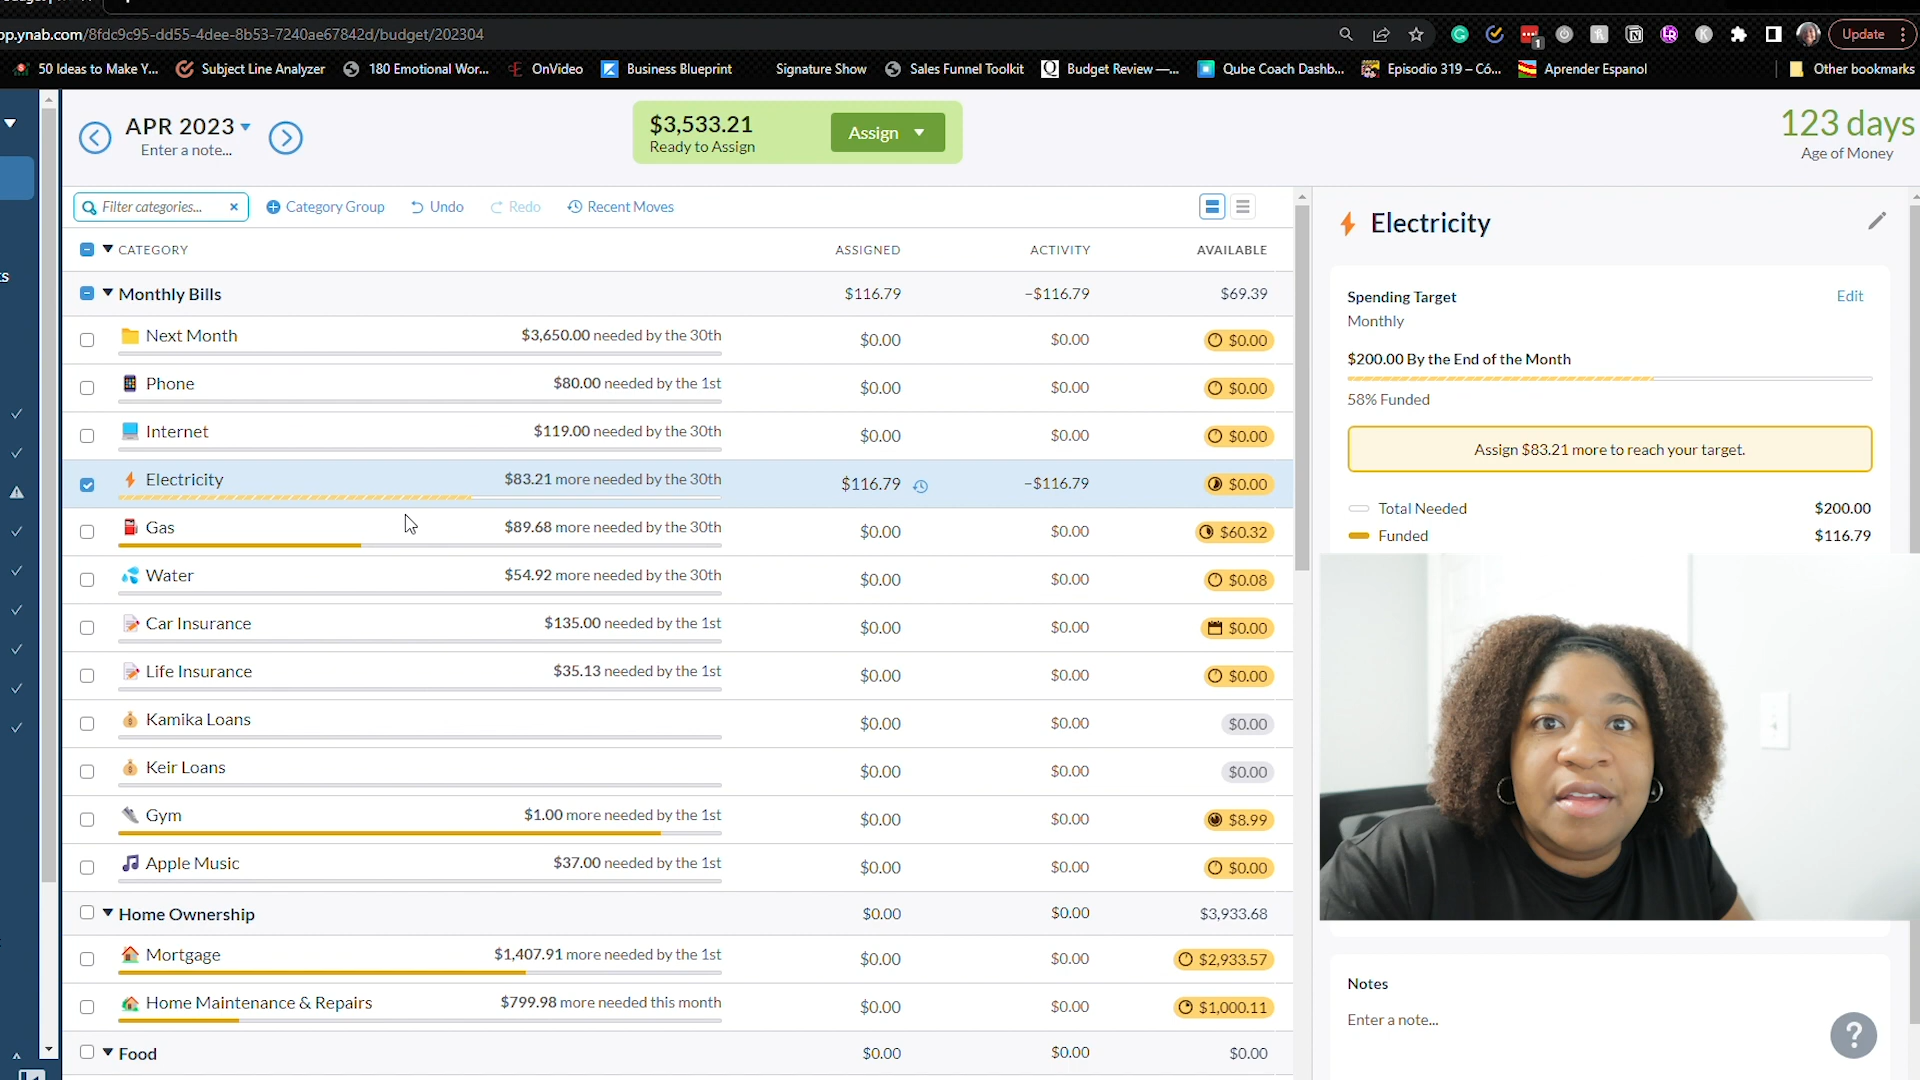 op.ynab.com/8fdc9c95-dd55-4dee-8b53-7240ae67842d/budget/202304
1
Update
50 Ideas to Make Y...
Subject Line Analyzer
180 Emotional Wor...
OnVideo
Business Blueprint
Signature Show
Sales Funnel Toolkit
Budget Review —...
Qube Coach Dashb...
Episodio 319 – Có...
Aprender Espanol
Other bookmarks
APR 2023
Enter a note...
$3,533.21
Ready to Assign
Assign
123 days
Age of Money
Filter categories...
Category Group
Undo
Redo
Recent Moves
CATEGORY ASSIGNED ACTIVITY AVAILABLE
Monthly Bills $116.79 –$116.79 $69.39
Next Month $3,650.00 needed by the 30th $0.00 $0.00 $0.00
Phone $80.00 needed by the 1st $0.00 $0.00 $0.00
Internet $119.00 needed by the 30th $0.00 $0.00 $0.00
Electricity $83.21 more needed by the 30th $116.79 –$116.79 $0.00
Gas $89.68 more needed by the 30th $0.00 $0.00 $60.32
Water $54.92 more needed by the 30th $0.00 $0.00 $0.08
Car Insurance $135.00 needed by the 1st $0.00 $0.00 $0.00
Life Insurance $35.13 needed by the 1st $0.00 $0.00 $0.00
Kamika Loans $0.00 $0.00 $0.00
Keir Loans $0.00 $0.00 $0.00
Gym $1.00 more needed by the 1st $0.00 $0.00 $8.99
Apple Music $37.00 needed by the 1st $0.00 $0.00 $0.00
Home Ownership $0.00 $0.00 $3,933.68
Mortgage $1,407.91 more needed by the 1st $0.00 $0.00 $2,933.57
Home Maintenance & Repairs $799.98 more needed this month $0.00 $0.00 $1,000.11
Food $0.00 $0.00 $0.00
Electricity
Spending Target Edit
Monthly
$200.00 By the End of the Month
58% Funded
Assign $83.21 more to reach your target.
Total Needed $200.00
Funded $116.79
Notes
Enter a note...
?